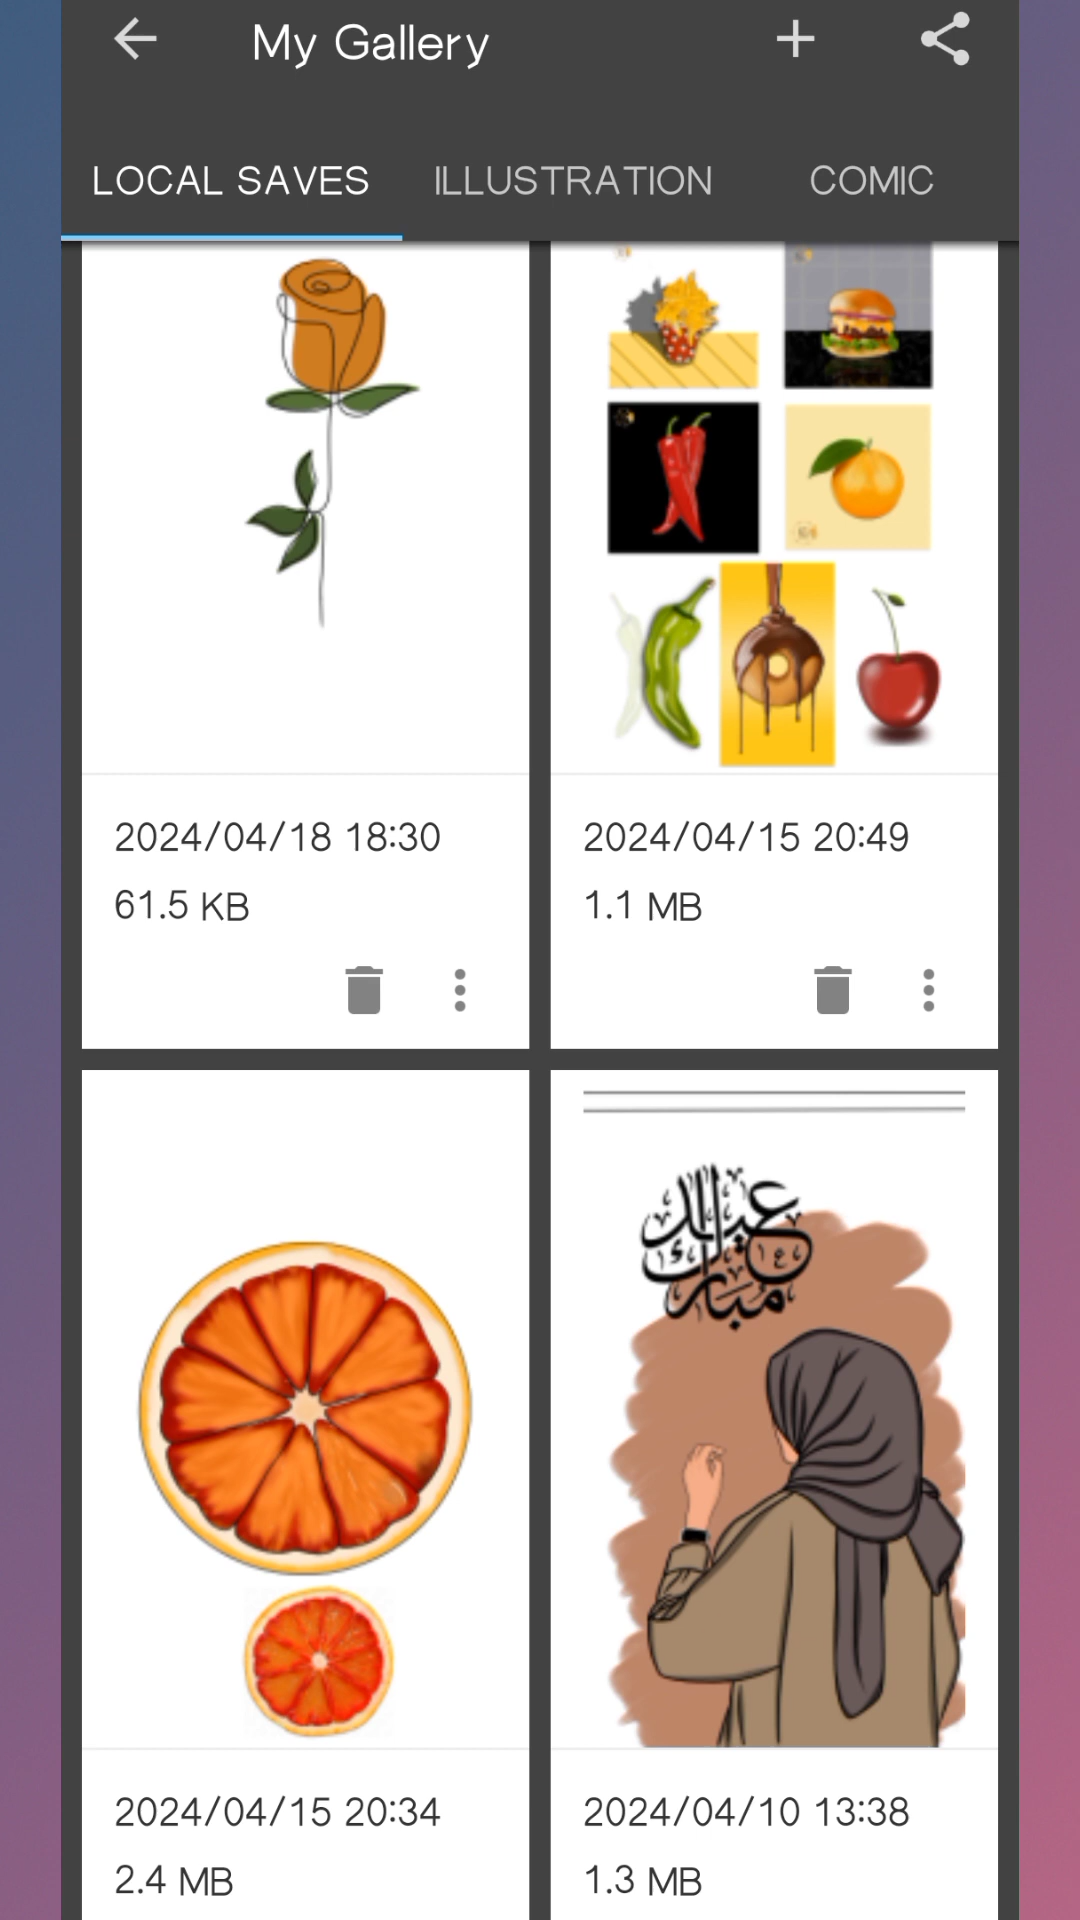 My Gallery
LOCAL SAVES
ILLUSTRATION
COMIC
2024/04/18 18:30
61.5 KB
2024/04/15 20:49
1.1 MB
عيد
مبارك
2024/04/15 20:34
2.4 MB
2024/04/10 13:38
1.3 MB